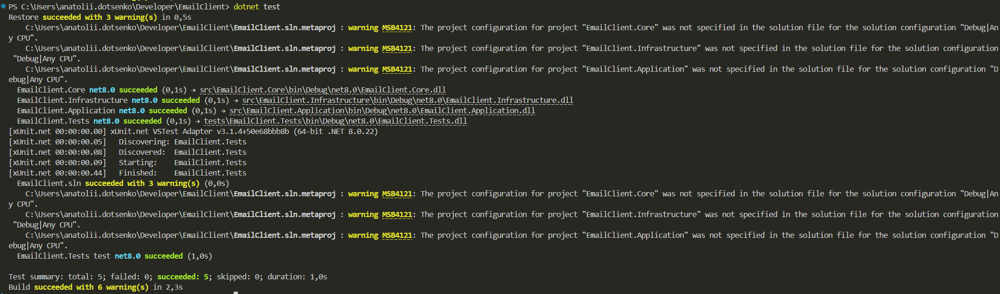 PS C:\Users\anatolii.dotsenko\Developer\EmailClient> dotnet test
Restore succeeded with 3 warning(s) in 0,5s
    C:\Users\anatolii.dotsenko\Developer\EmailClient\EmailClient.sln.metaproj : warning MSB4121: The project configuration for project "EmailClient.Core" was not specified in the solution file for the solution configuration "Debug|An
y CPU".
    C:\Users\anatolii.dotsenko\Developer\EmailClient\EmailClient.sln.metaproj : warning MSB4121: The project configuration for project "EmailClient.Infrastructure" was not specified in the solution file for the solution configuration
 "Debug|Any CPU".
    C:\Users\anatolii.dotsenko\Developer\EmailClient\EmailClient.sln.metaproj : warning MSB4121: The project configuration for project "EmailClient.Application" was not specified in the solution file for the solution configuration "D
ebug|Any CPU".
  EmailClient.Core net8.0 succeeded (0,1s) → src\EmailClient.Core\bin\Debug\net8.0\EmailClient.Core.dll
  EmailClient.Infrastructure net8.0 succeeded (0,1s) → src\EmailClient.Infrastructure\bin\Debug\net8.0\EmailClient.Infrastructure.dll
  EmailClient.Application net8.0 succeeded (0,1s) → src\EmailClient.Application\bin\Debug\net8.0\EmailClient.Application.dll
  EmailClient.Tests net8.0 succeeded (0,1s) → tests\EmailClient.Tests\bin\Debug\net8.0\EmailClient.Tests.dll
[xUnit.net 00:00:00.00] xUnit.net VSTest Adapter v3.1.4+50e68bbb8b (64-bit .NET 8.0.22)
[xUnit.net 00:00:00.05]   Discovering: EmailClient.Tests
[xUnit.net 00:00:00.08]   Discovered:  EmailClient.Tests
[xUnit.net 00:00:00.09]   Starting:    EmailClient.Tests
[xUnit.net 00:00:00.44]   Finished:    EmailClient.Tests
  EmailClient.sln succeeded with 3 warning(s) (0,0s)
    C:\Users\anatolii.dotsenko\Developer\EmailClient\EmailClient.sln.metaproj : warning MSB4121: The project configuration for project "EmailClient.Core" was not specified in the solution file for the solution configuration "Debug|An
y CPU".
    C:\Users\anatolii.dotsenko\Developer\EmailClient\EmailClient.sln.metaproj : warning MSB4121: The project configuration for project "EmailClient.Infrastructure" was not specified in the solution file for the solution configuration
 "Debug|Any CPU".
    C:\Users\anatolii.dotsenko\Developer\EmailClient\EmailClient.sln.metaproj : warning MSB4121: The project configuration for project "EmailClient.Application" was not specified in the solution file for the solution configuration "D
ebug|Any CPU".
  EmailClient.Tests test net8.0 succeeded (1,0s)

Test summary: total: 5; failed: 0; succeeded: 5; skipped: 0; duration: 1,0s
Build succeeded with 6 warning(s) in 2,3s